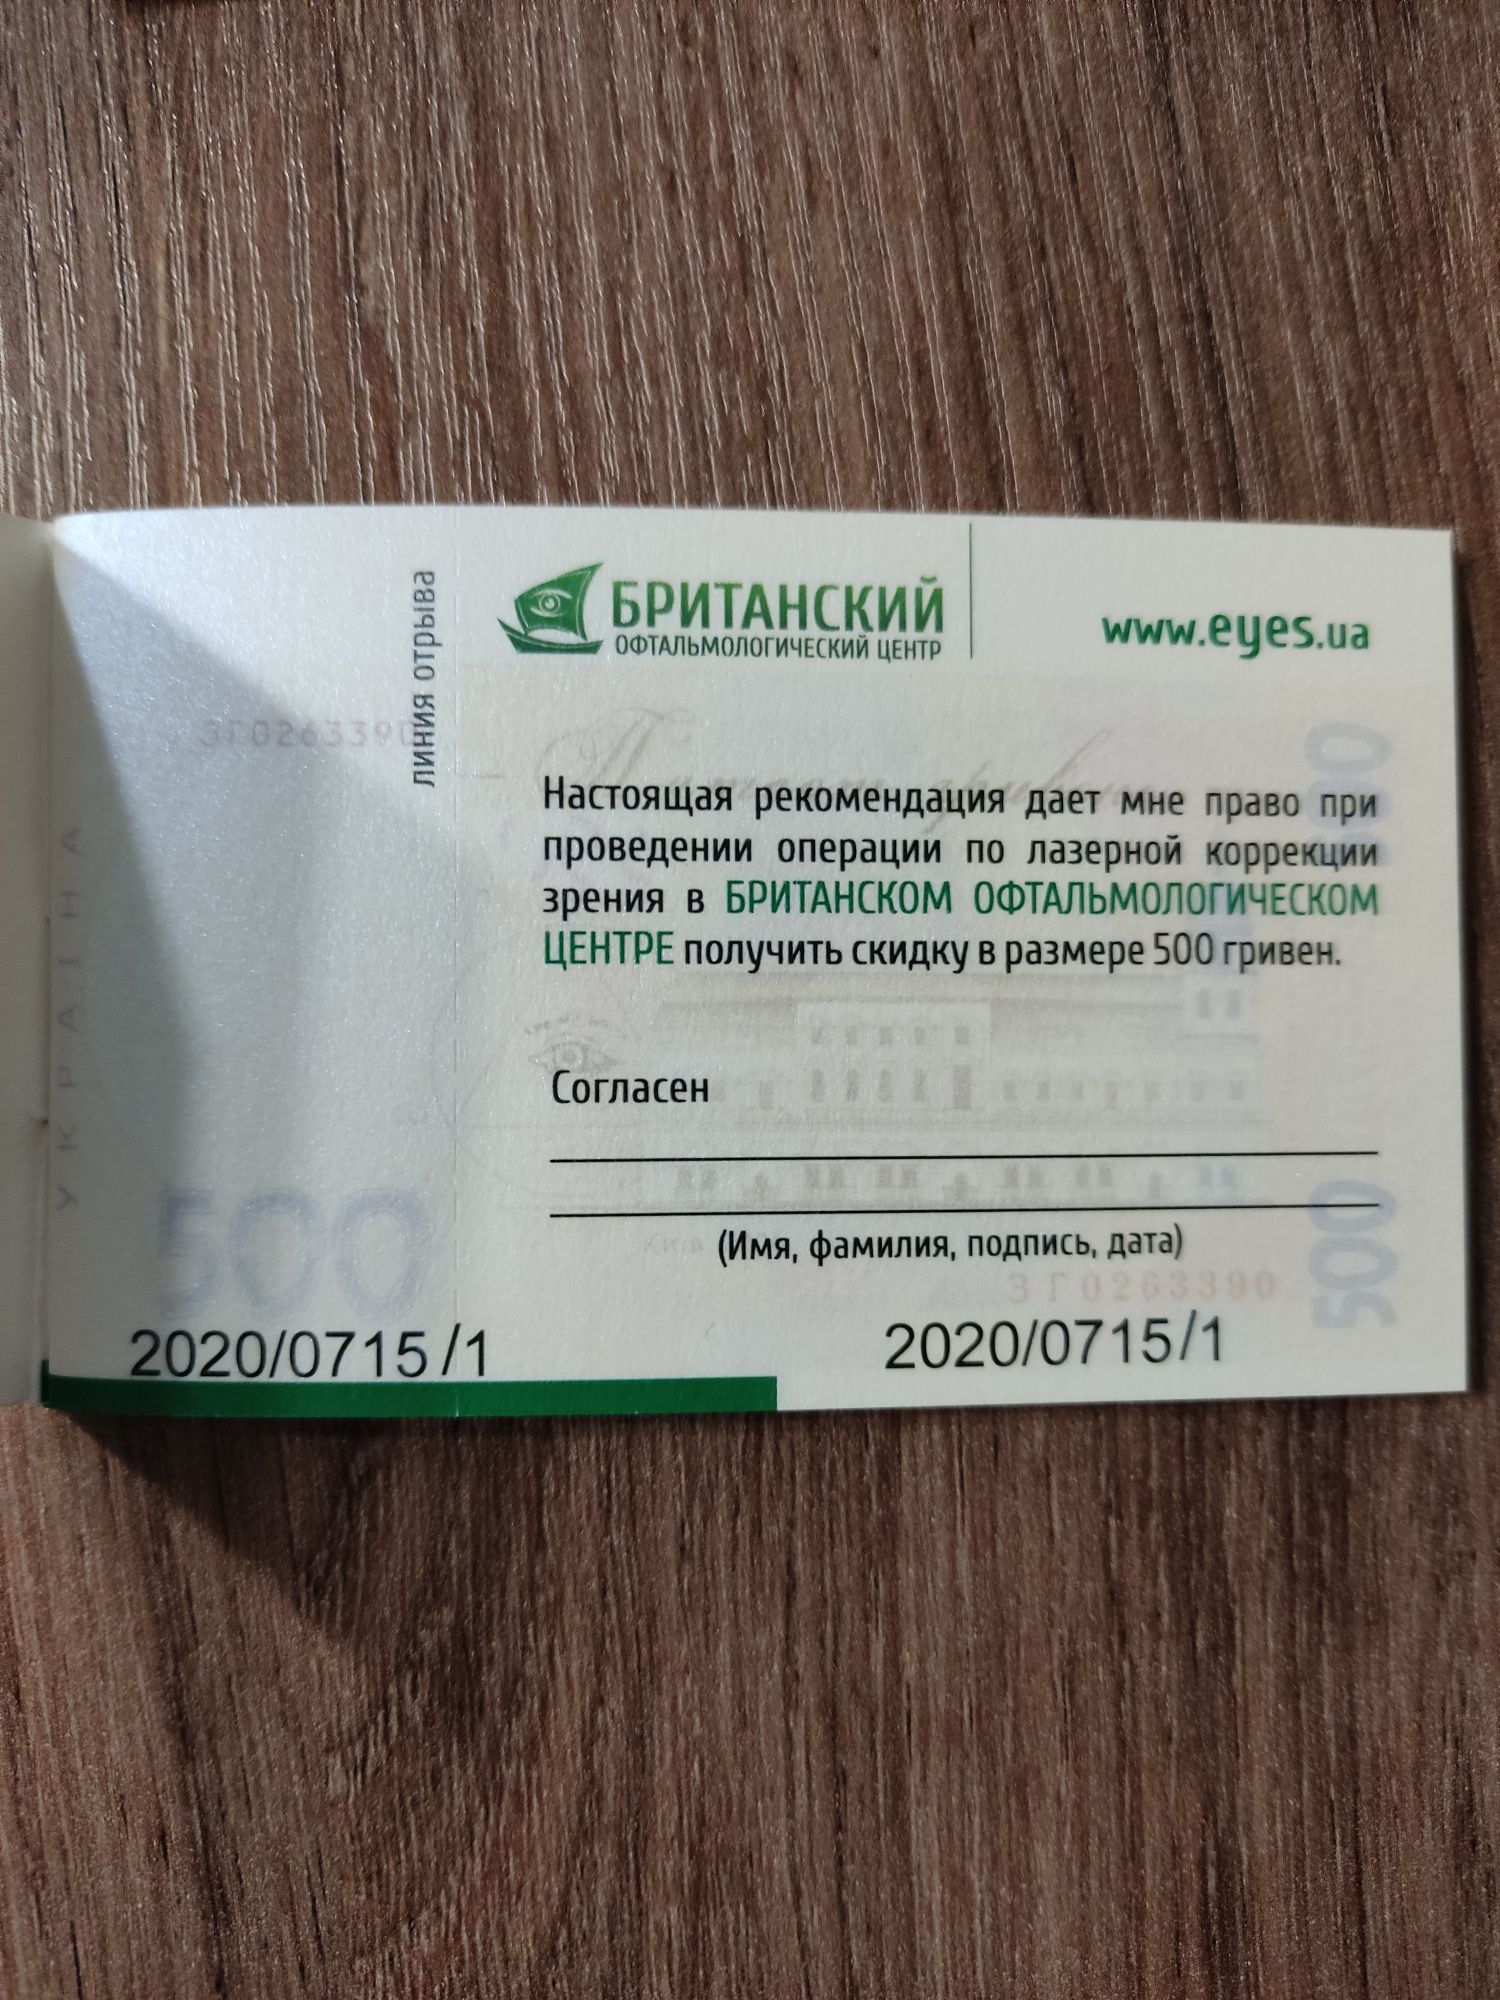 линия отрыва
БРИТАНСКИЙ
ОФТАЛЬМОЛОГИЧЕСКИЙ ЦЕНТР
www.eyes.ua
ЗГ0263390
Настоящая рекомендация дает мне право при
проведении операции по лазерной коррекции
зрения в БРИТАНСКОМ ОФТАЛЬМОЛОГИЧЕСКОМ
ЦЕНТРЕ получить скидку в размере 500 гривен.
УКРАЇНА
Согласен
(Имя, фамилия, подпись, дата)
ЗГ0263390
500
500
2020/0715/1
2020/0715/1